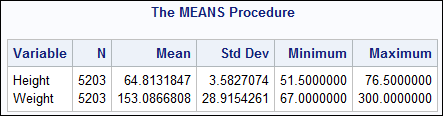 The MEANS Procedure
Variable N Mean Std Dev Minimum Maximum
Height 5203 64.8131847 3.5827074 51.5000000 76.5000000
Weight 5203 153.0866808 28.9154261 67.0000000 300.0000000